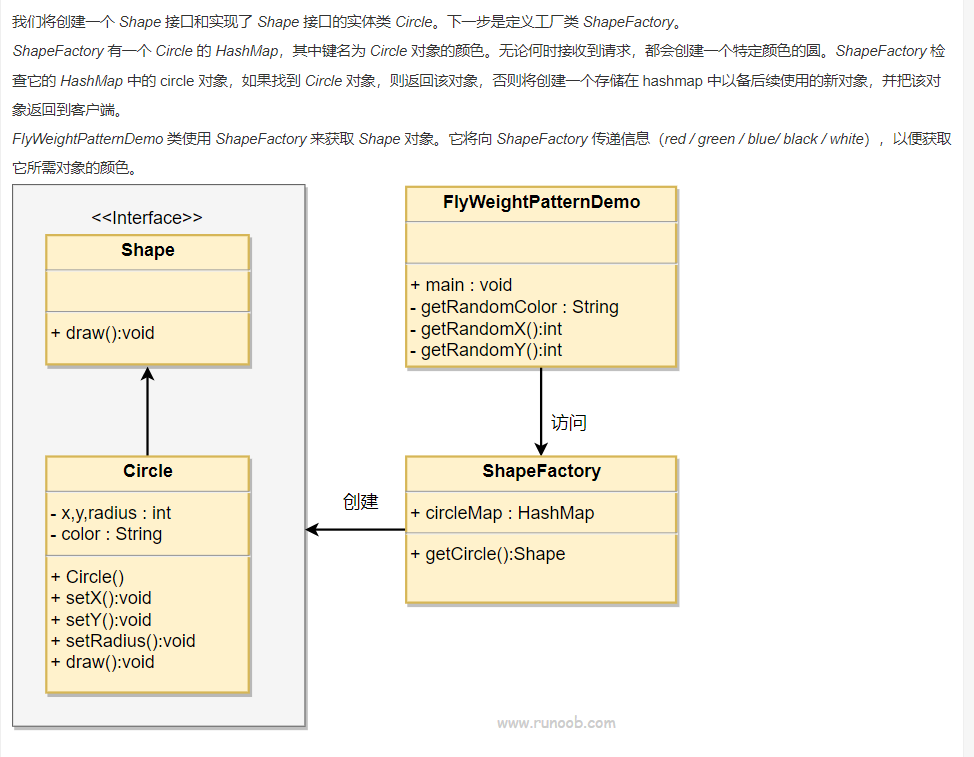 我们将创建一个 Shape 接口和实现了 Shape 接口的实体类 Circle。下一步是定义工厂类 ShapeFactory。
ShapeFactory 有一个 Circle 的 HashMap，其中键名为 Circle 对象的颜色。无论何时接收到请求，都会创建一个特定颜色的圆。ShapeFactory 检
查它的 HashMap 中的 circle 对象，如果找到 Circle 对象，则返回该对象，否则将创建一个存储在 hashmap 中以备后续使用的新对象，并把该对
象返回到客户端。
FlyWeightPatternDemo 类使用 ShapeFactory 来获取 Shape 对象。它将向 ShapeFactory 传递信息（red / green / blue/ black / white），以便获取
它所需对象的颜色。
<<Interface>>
Shape
+ draw():void
FlyWeightPatternDemo
+ main : void
- getRandomColor : String
- getRandomX():int
- getRandomY():int
访问
Circle
- x,y,radius : int
- color : String
+ Circle()
+ setX():void
+ setY():void
+ setRadius():void
+ draw():void
创建
ShapeFactory
+ circleMap : HashMap
+ getCircle():Shape
www.runoob.com